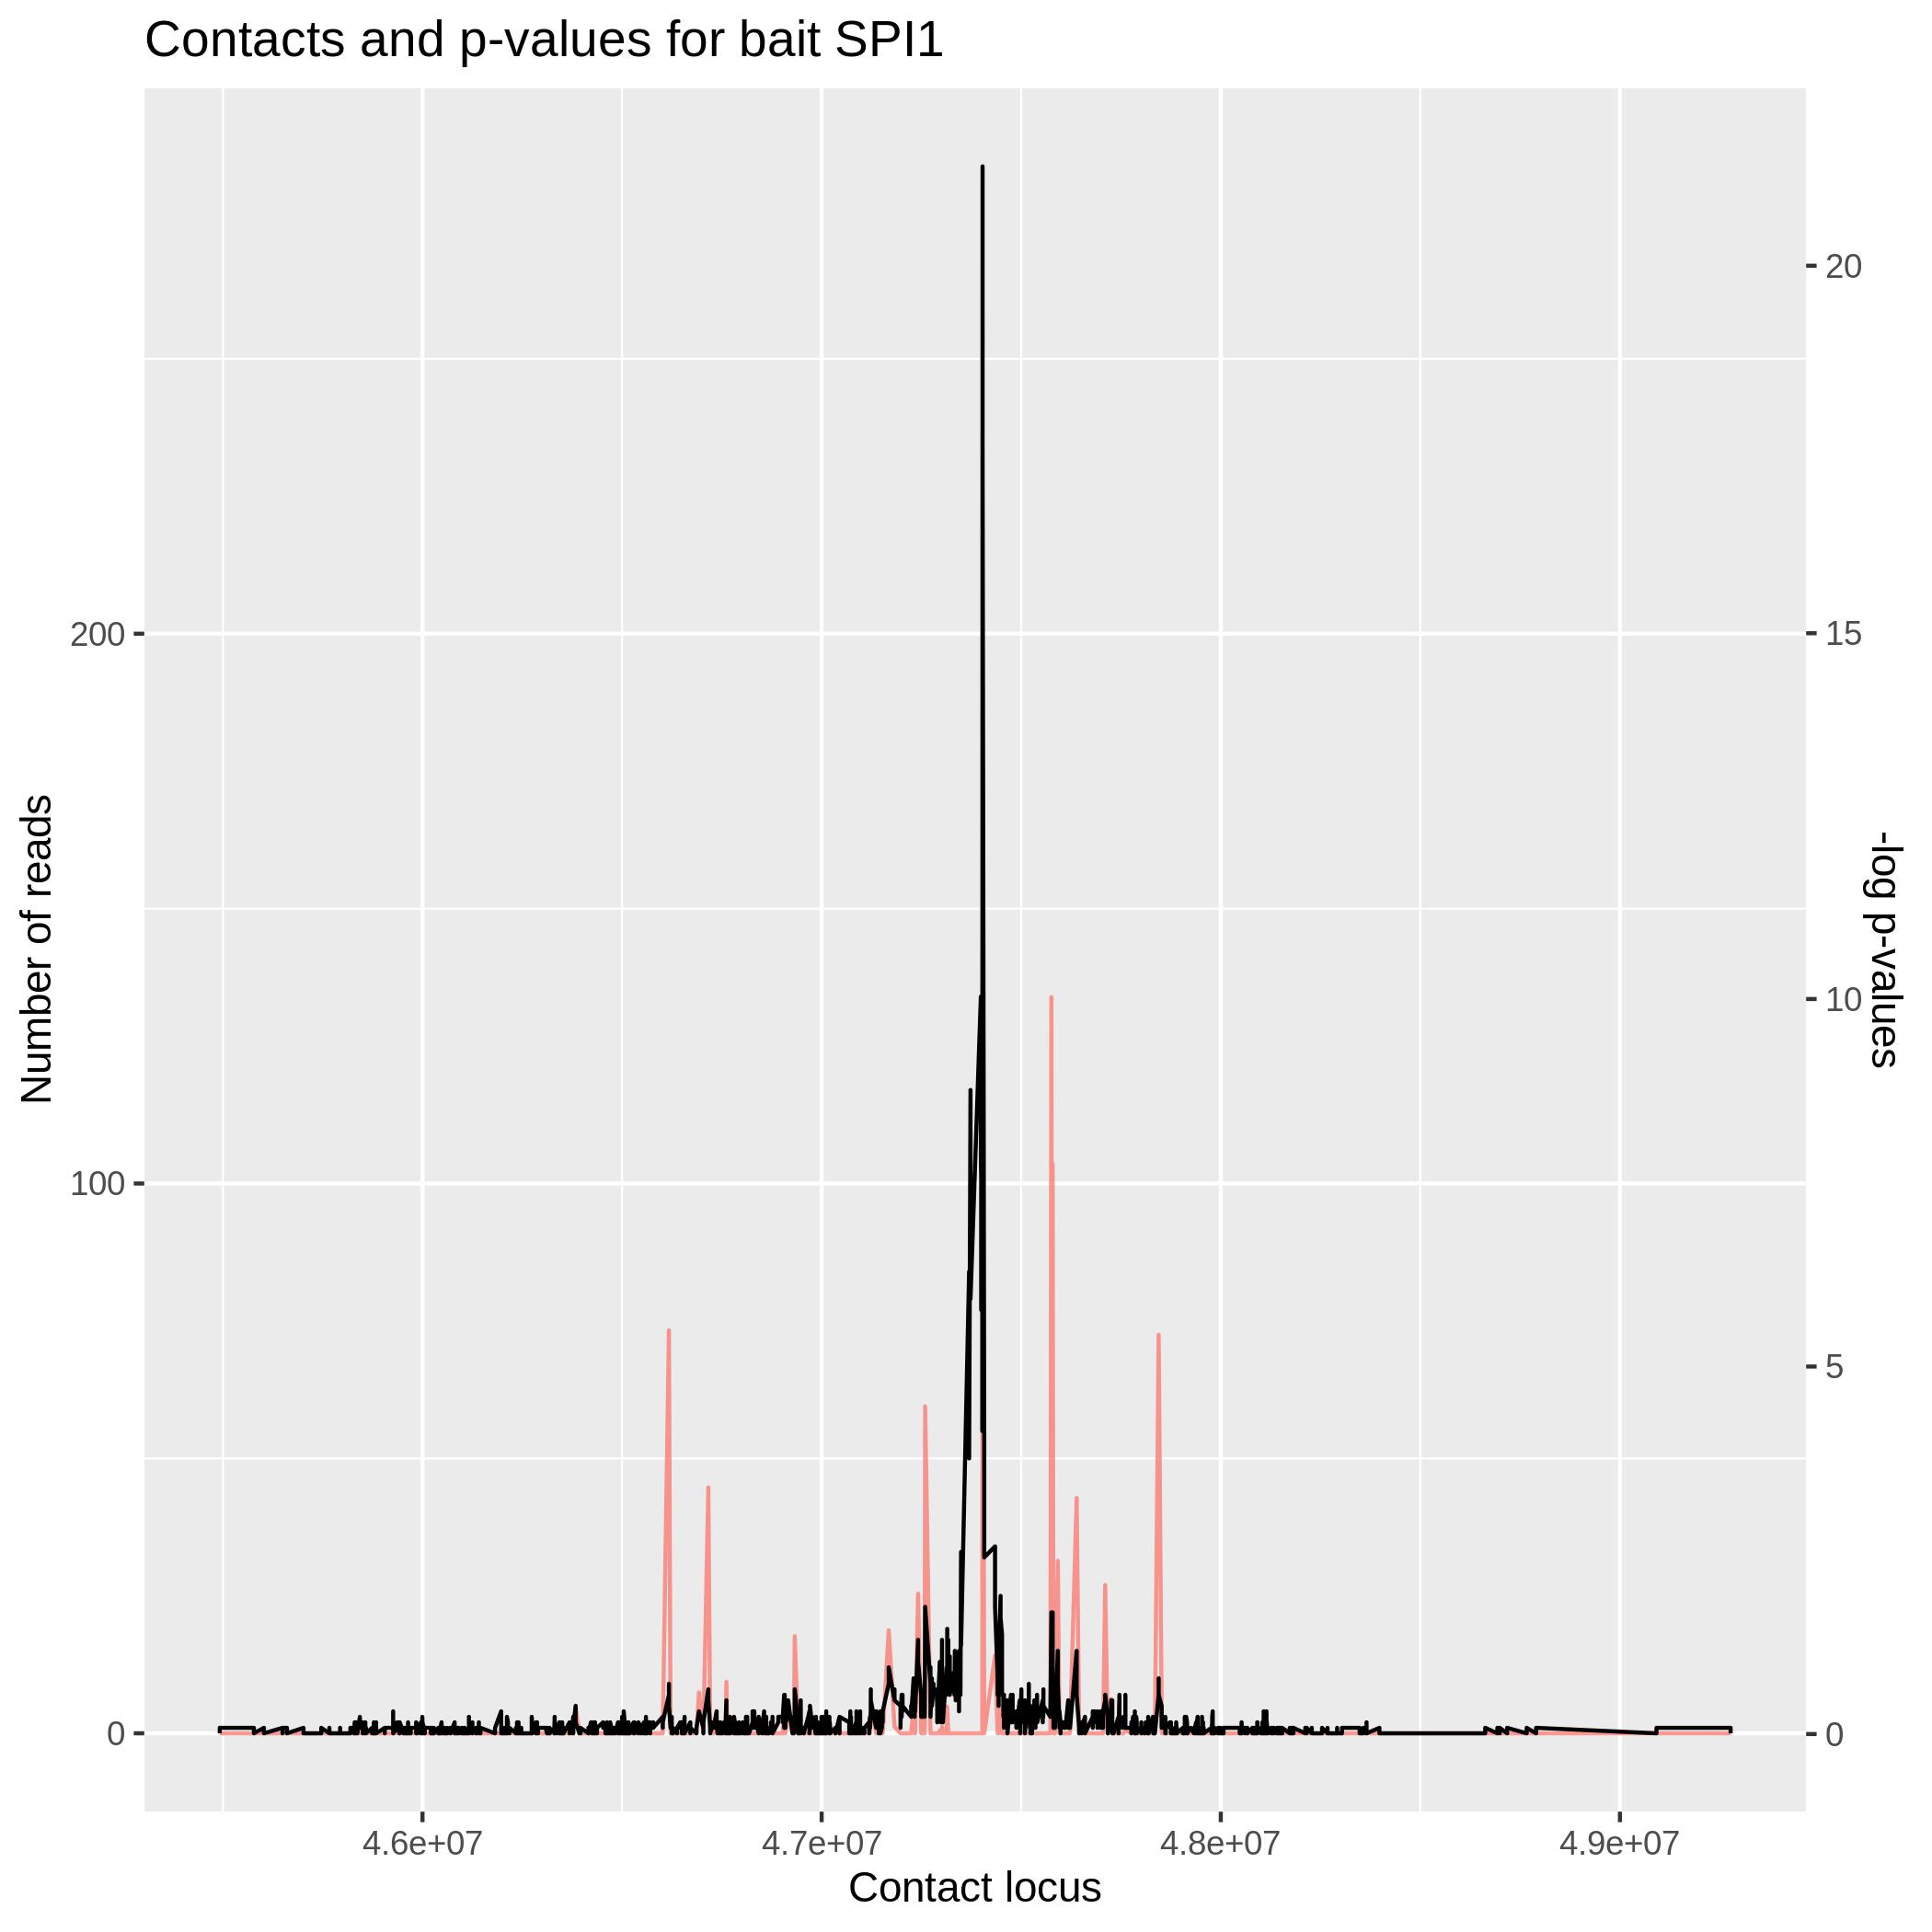 Contacts and p-values for bait SPI1
Number of reads
200
100
0
20
15
10
5
0
-log p-values
4.6e+07
4.7e+07
4.8e+07
4.9e+07
Contact locus